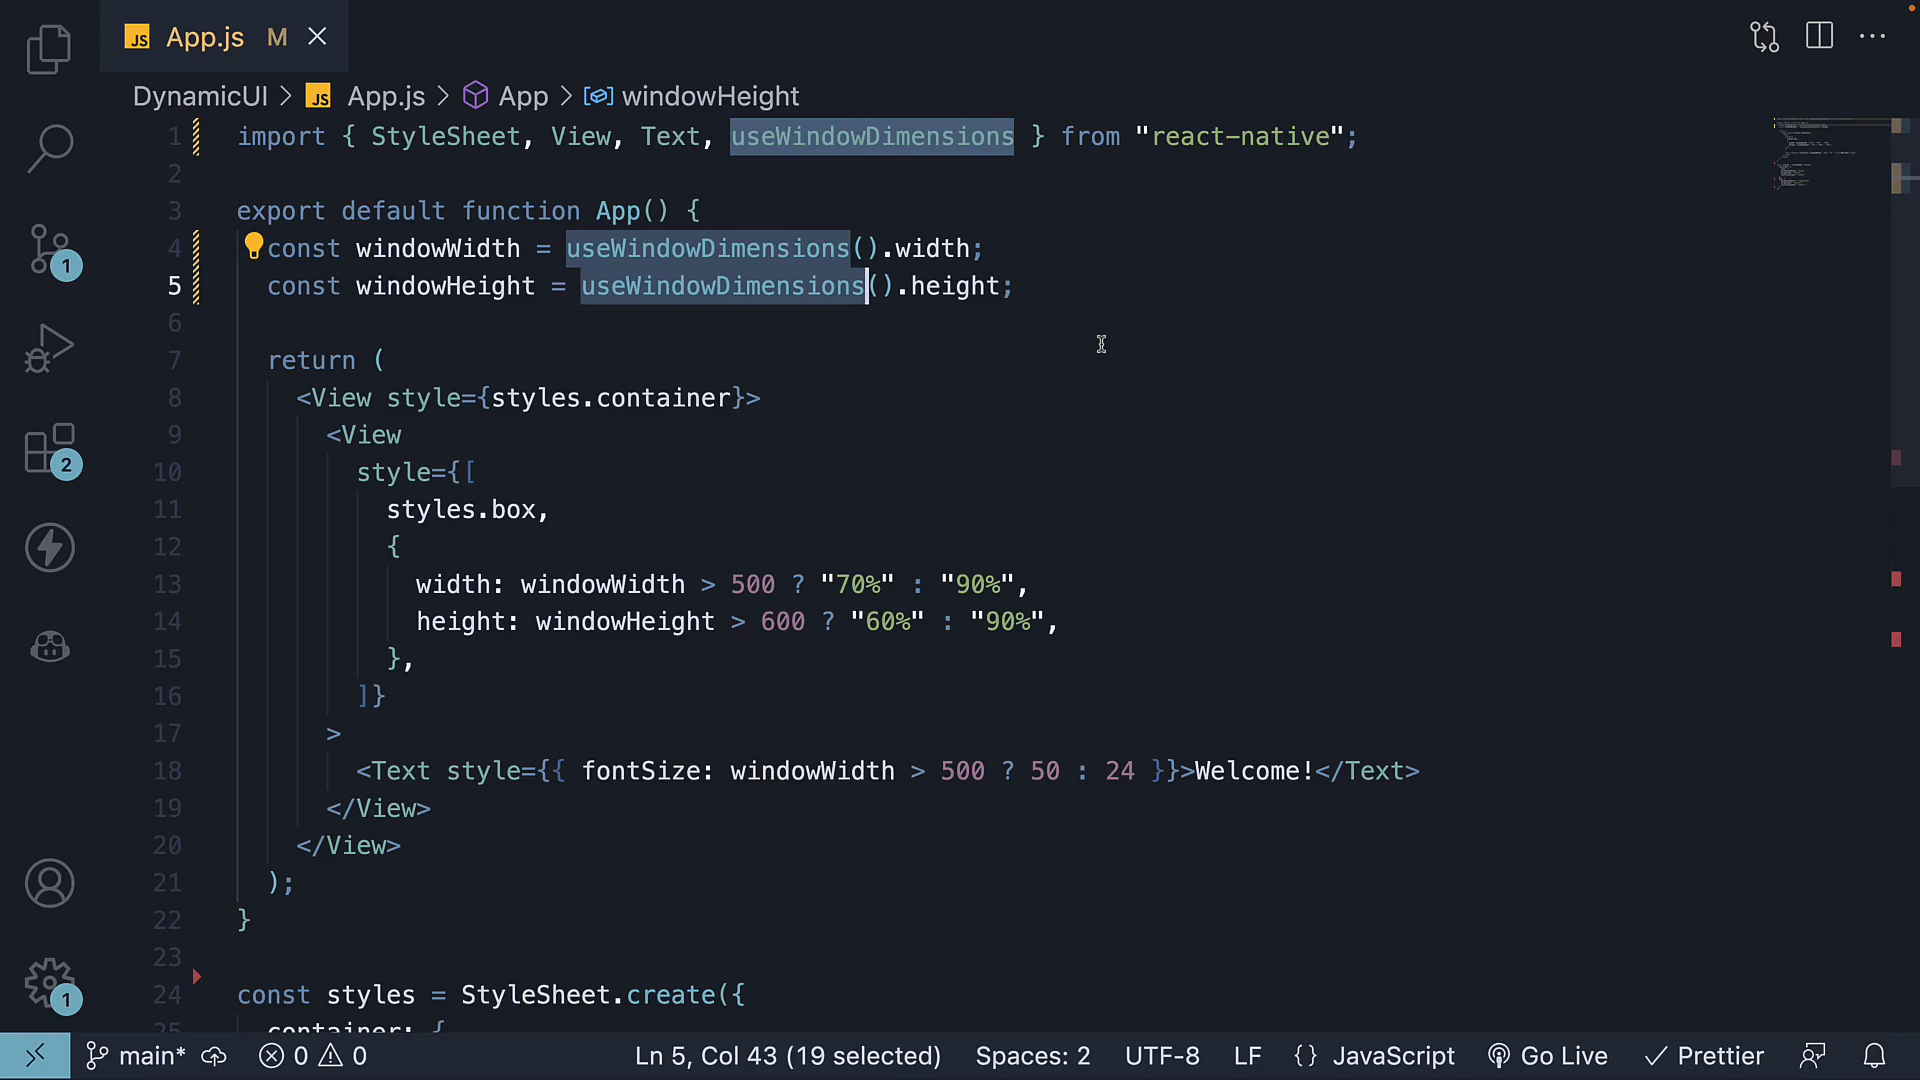 JS App.js M
DynamicUI > JS App.js > App > windowHeight
1 import { StyleSheet, View, Text, useWindowDimensions } from "react-native";
2
3 export default function App() {
4 const windowWidth = useWindowDimensions().width;
5 const windowHeight = useWindowDimensions().height;
6
7 return (
8 <View style={styles.container}>
9 <View
10 style={[
11 styles.box,
12 {
13 width: windowWidth > 500 ? "70%" : "90%",
14 height: windowHeight > 600 ? "60%" : "90%",
15 },
16 ]}
17 >
18 <Text style={{ fontSize: windowWidth > 500 ? 50 : 24 }}>Welcome!</Text>
19 </View>
20 </View>
21 );
22 }
23
24 const styles = StyleSheet.create({
25 container: {
1
2
1
main* 0 0 Ln 5, Col 43 (19 selected) Spaces: 2 UTF-8 LF {} JavaScript Go Live Prettier